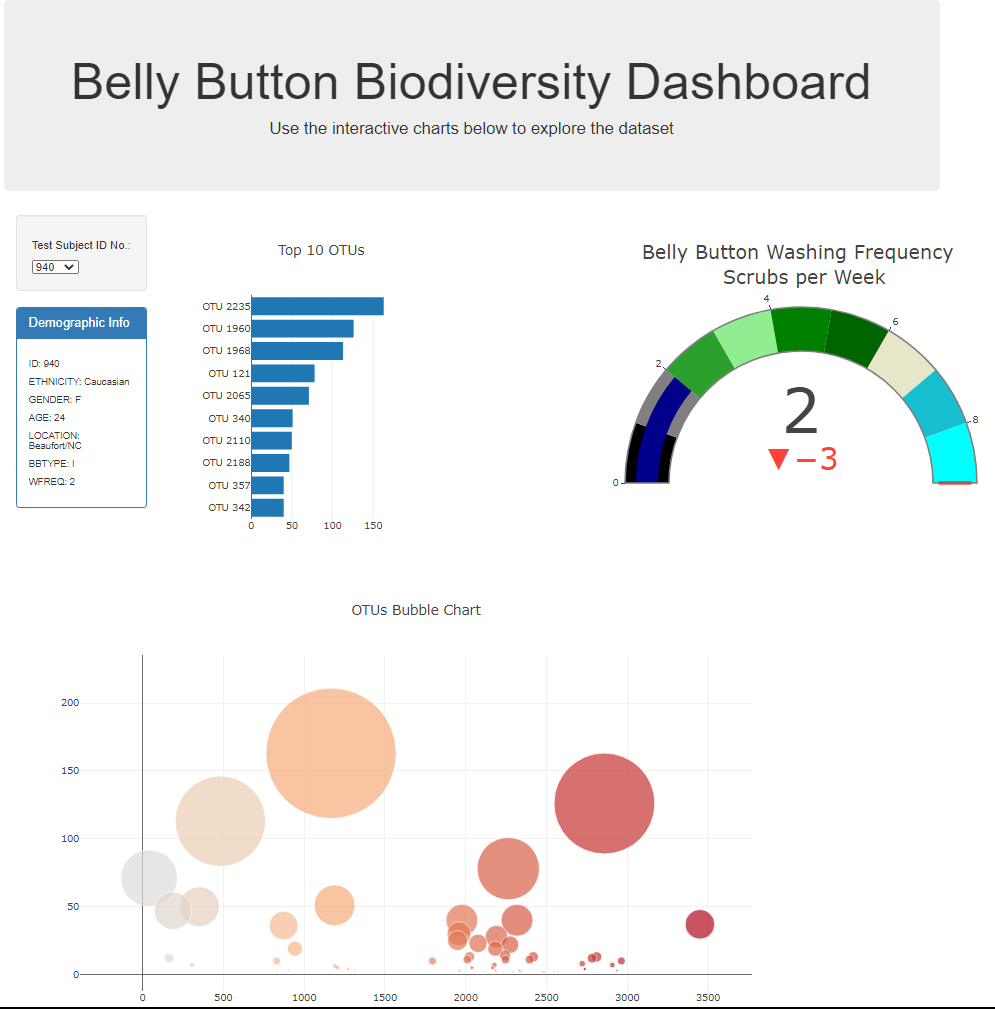 Belly Button Biodiversity Dashboard
Use the interactive charts below to explore the dataset
Test Subject ID No.:
940
Demographic Info
ID: 940
ETHNICITY: Caucasian
GENDER: F
AGE: 24
LOCATION:
Beaufort/NC
BBTYPE: I
WFREQ: 2
Top 10 OTUs
OTU 2235
OTU 1960
OTU 1968
OTU 121
OTU 2065
OTU 340
OTU 2110
OTU 2188
OTU 357
OTU 342
0 50 100 150
Belly Button Washing Frequency
Scrubs per Week
0
2
4
6
8
2
▼−3
OTUs Bubble Chart
200
150
100
50
0
0 500 1000 1500 2000 2500 3000 3500